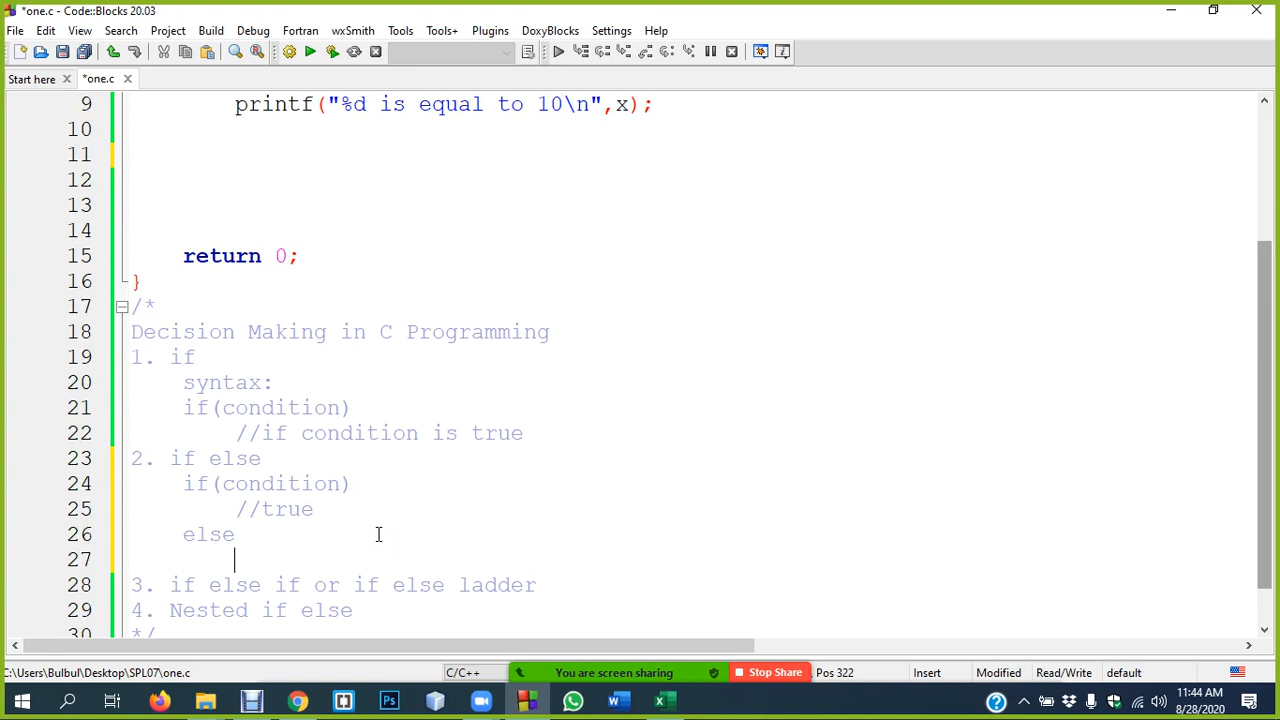 *one.c - Code::Blocks 20.03
File Edit View Search Project Build Debug Fortran wxSmith Tools Tools+ Plugins DoxyBlocks Settings Help
Start here *one.c
9 printf("%d is equal to 10\n",x);
10
11
12
13
14
15 return 0;
16 }
17 /*
18 Decision Making in C Programming
19 1. if
20 syntax:
21 if(condition)
22 //if condition is true
23 2. if else
24 if(condition)
25 //true
26 else
27
28 3. if else if or if else ladder
29 4. Nested if else
30 */
C:\Users\Bulbul\Desktop\SPL07\one.c C/C++ You are screen sharing Stop Share Pos 322 Insert Modified Read/Write default
11:44 AM
8/28/2020